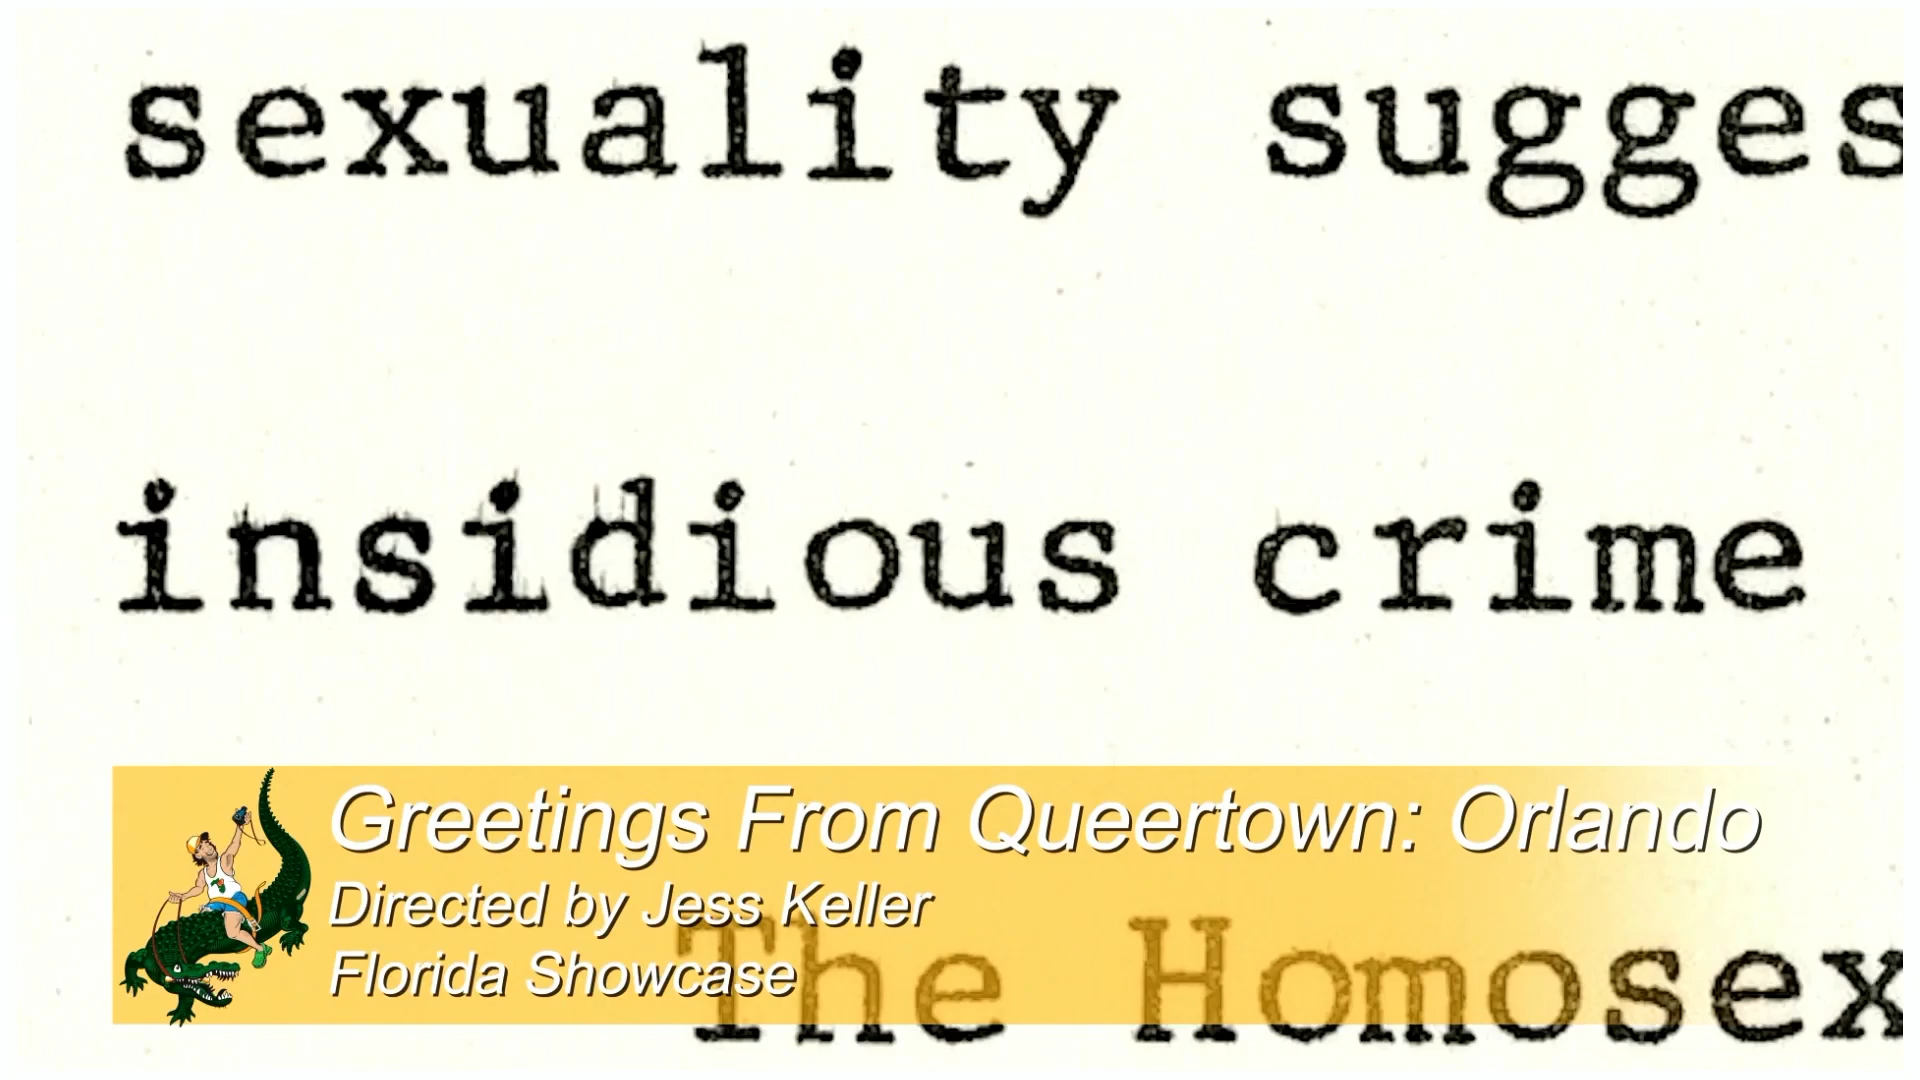 sexuality sugges
insidious crime
Greetings From Queertown: Orlando
Directed by Jess Keller
Florida Showcase
The Homosex